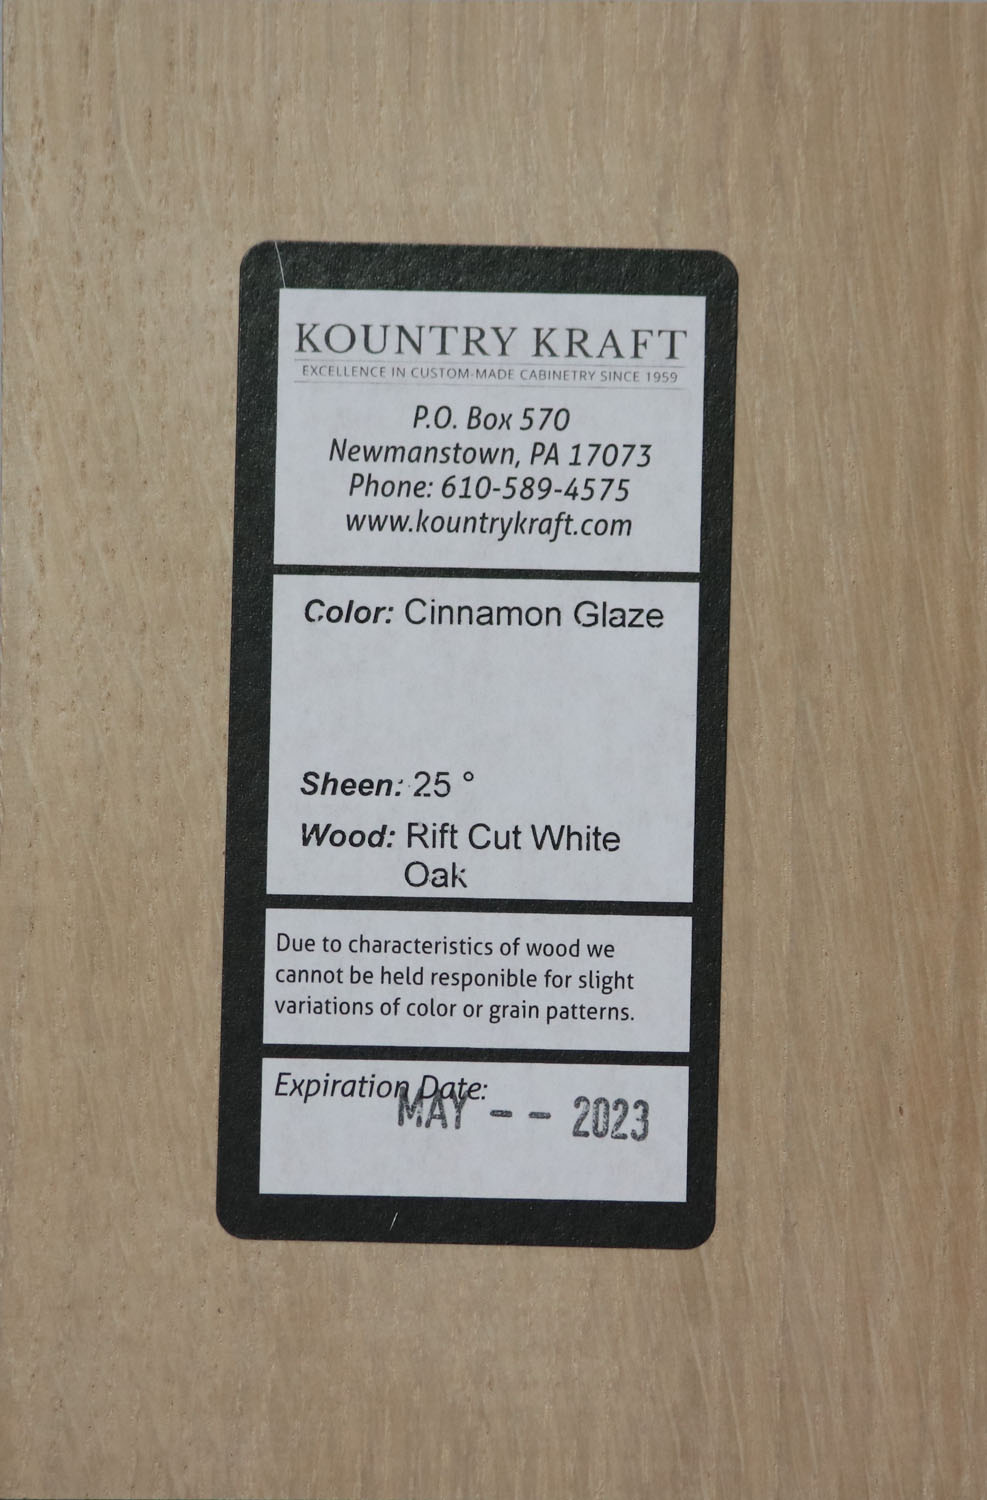 KOUNTRY KRAFT
EXCELLENCE IN CUSTOM-MADE CABINETRY SINCE 1959
P.O. Box 570
Newmanstown, PA 17073
Phone: 610-589-4575
www.kountrykraft.com
Color: Cinnamon Glaze
Sheen: 25 °
Wood: Rift Cut White
Oak
Due to characteristics of wood we
cannot be held responible for slight
variations of color or grain patterns.
Expiration Date:
MAY -- 2023